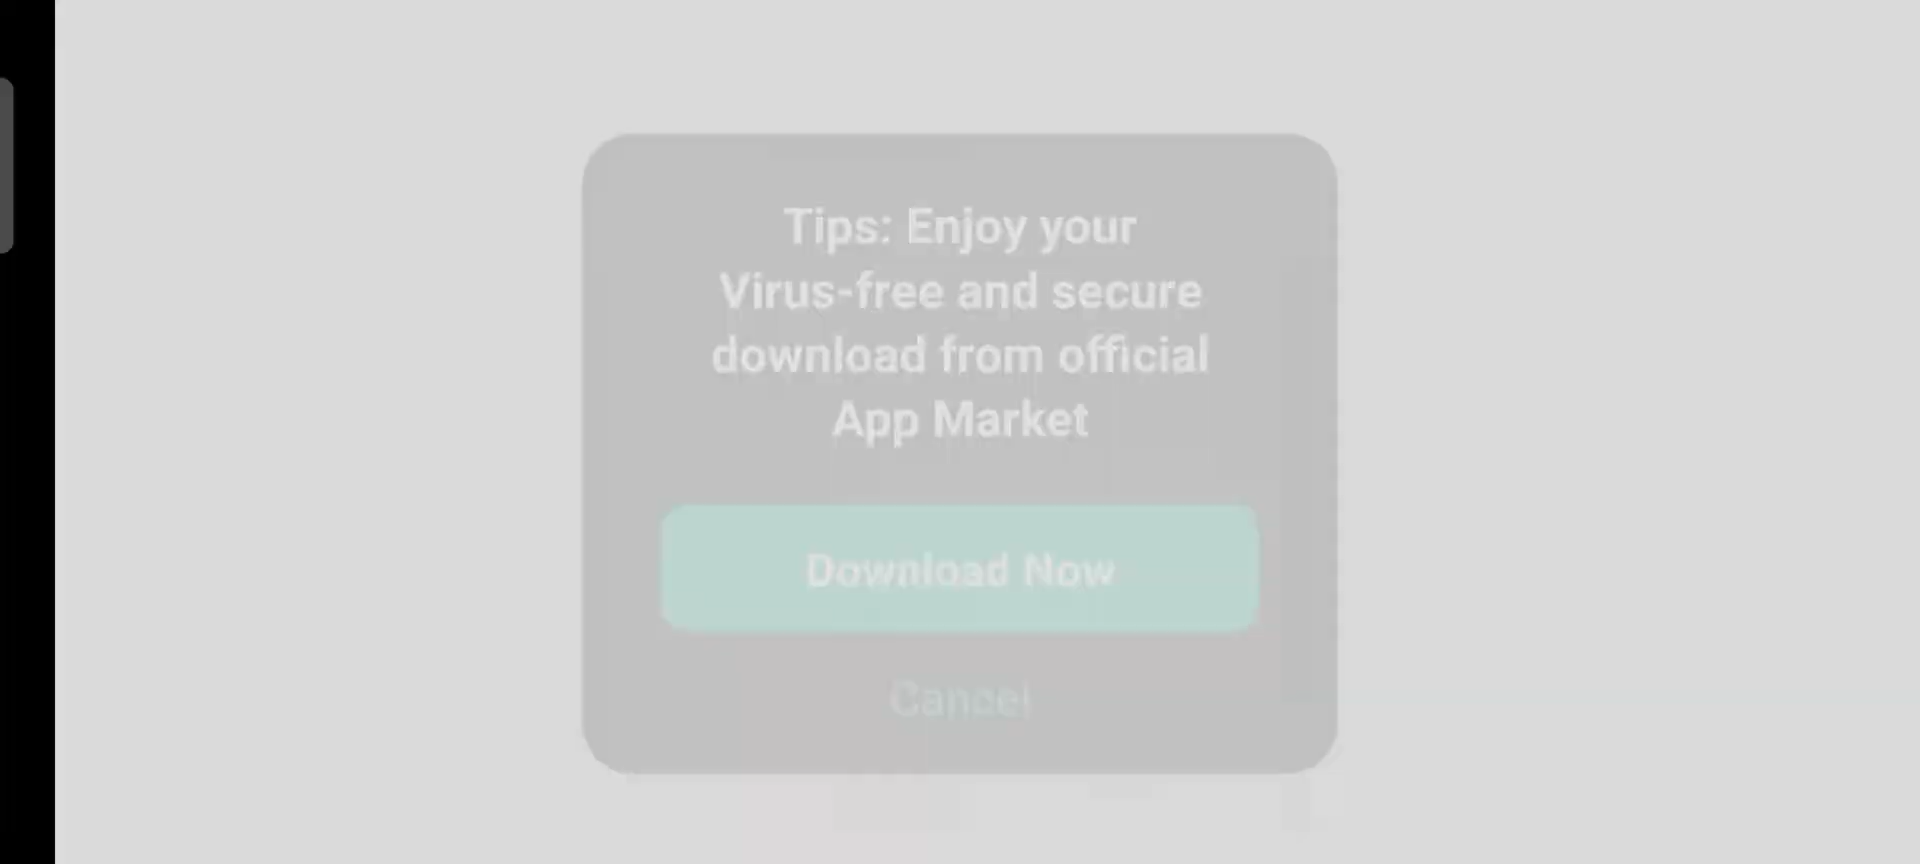 Tips: Enjoy your
Virus-free and secure
download from official
App Market
Download Now
Cancel